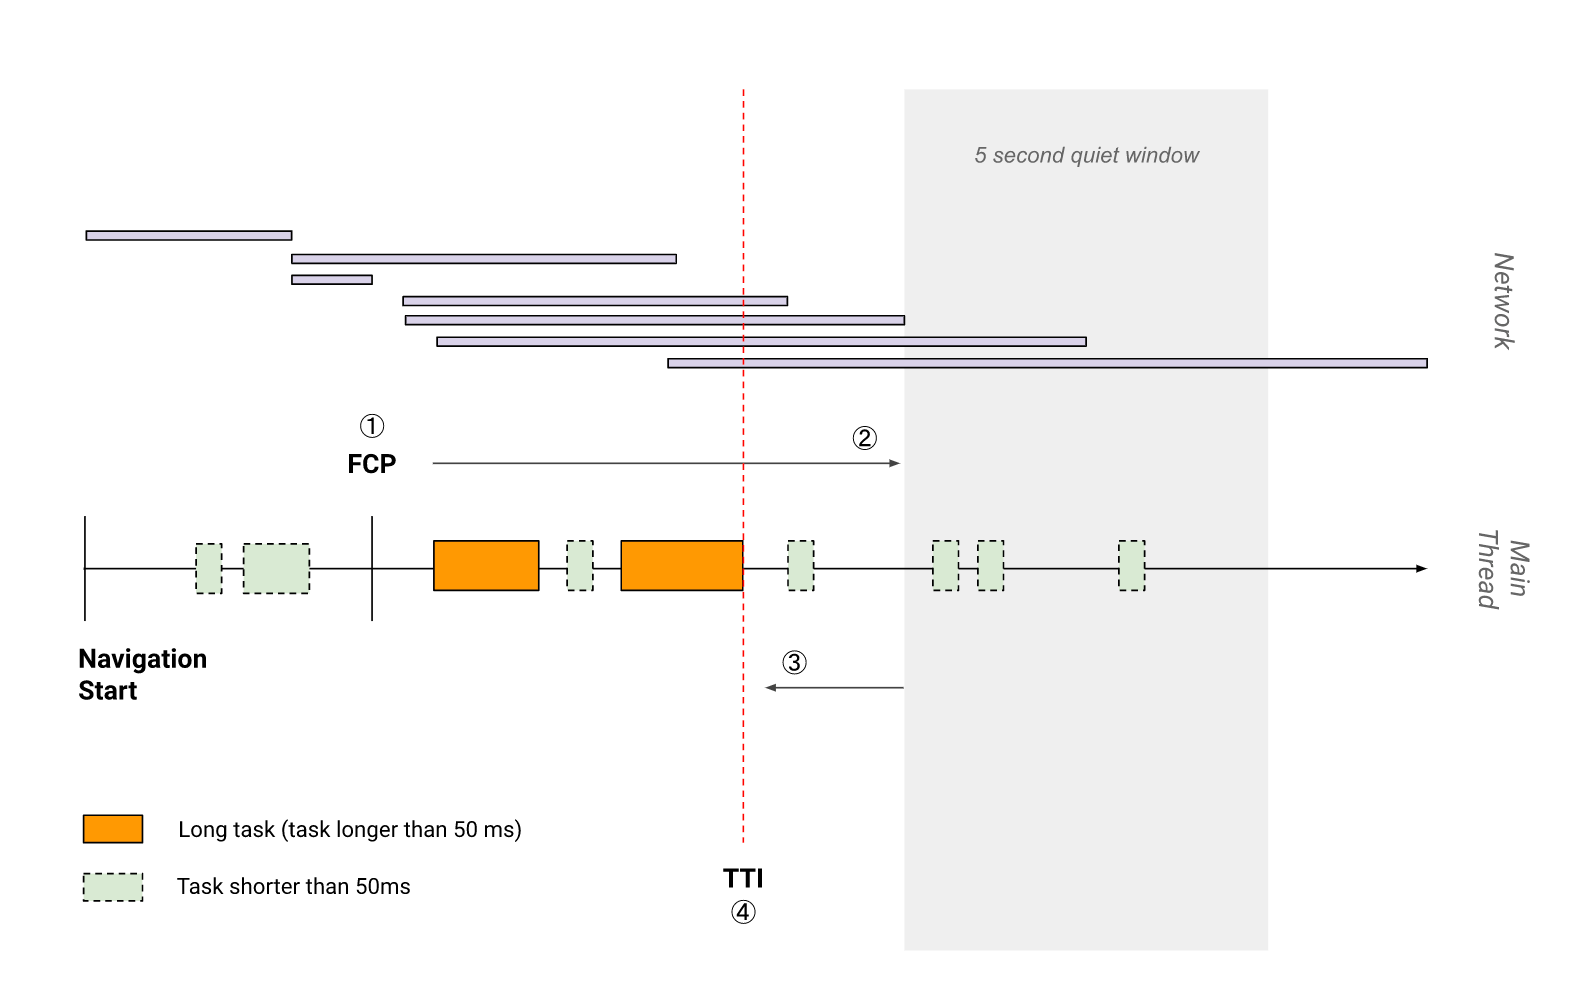 5 second quiet window
Network
①
FCP
②
Main
Thread
Navigation
Start
③
Long task (task longer than 50 ms)
Task shorter than 50ms
TTI
④